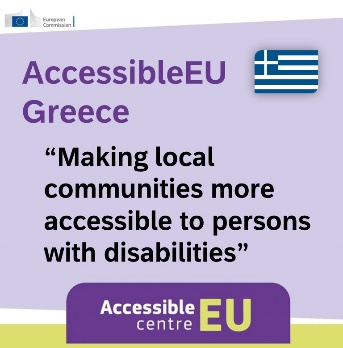 European
Commission
AccessibleEU
Greece
“Making local
communities more
accessible to persons
with disabilities”
Accessible EU
centre